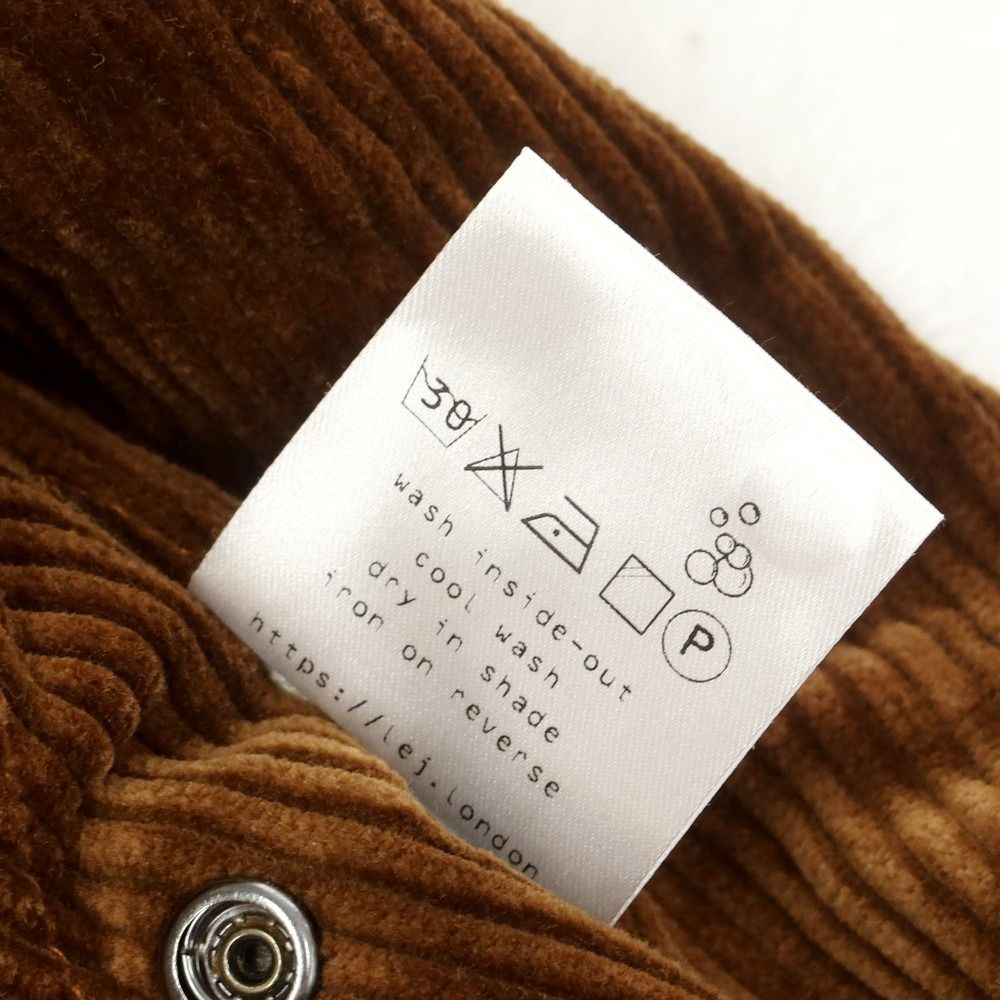 30
P
wash inside-out
cool wash
dry in shade
iron on reverse
https://lej.london